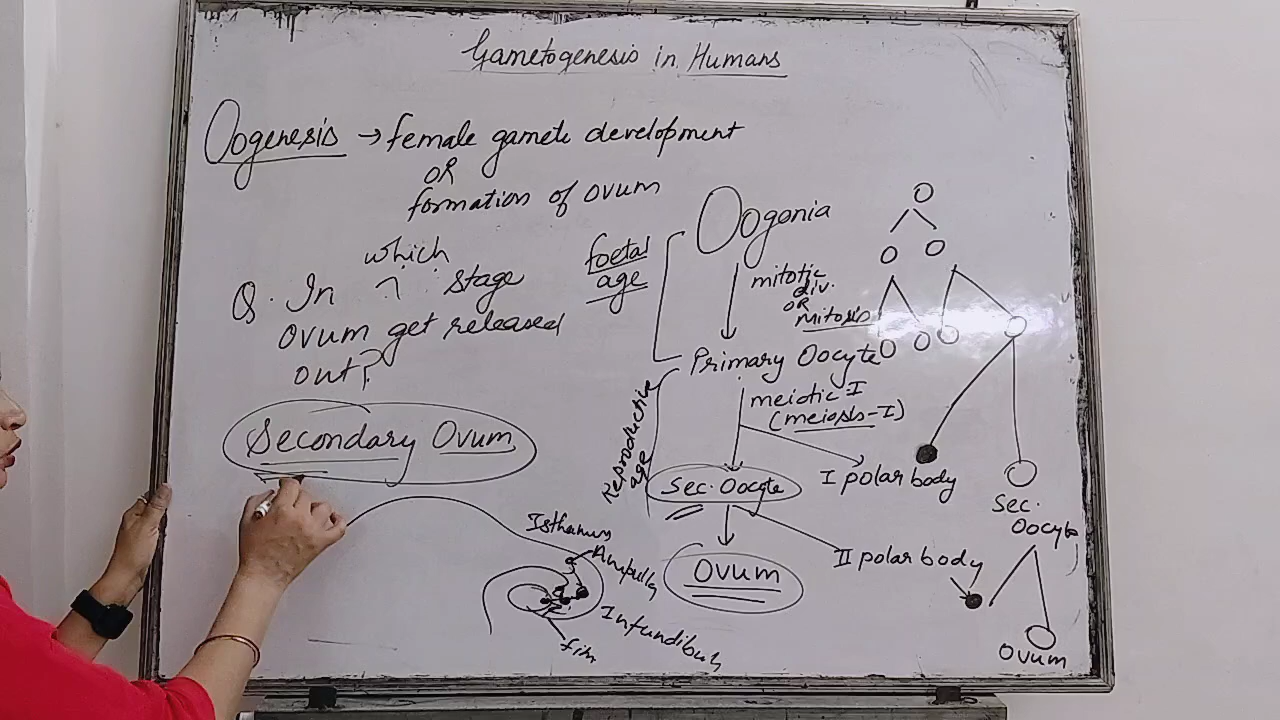 Gametogenesis in Humans
Oogenesis → female gamete development
OR
formation of ovum
Q. In which stage
ovum get released
out?
Secondary Ovum
foetal
age
Oogonia
mitotic
div.
OR
mitosis
Primary Oocyte
Reproductive
age
meiotic I
(meiosis-I)
I polar body
Sec. Oocyte
II polar body
Ovum
Sec.
Oocyte
Ovum
Isthamus
Ampulla
Infundibulu
fim